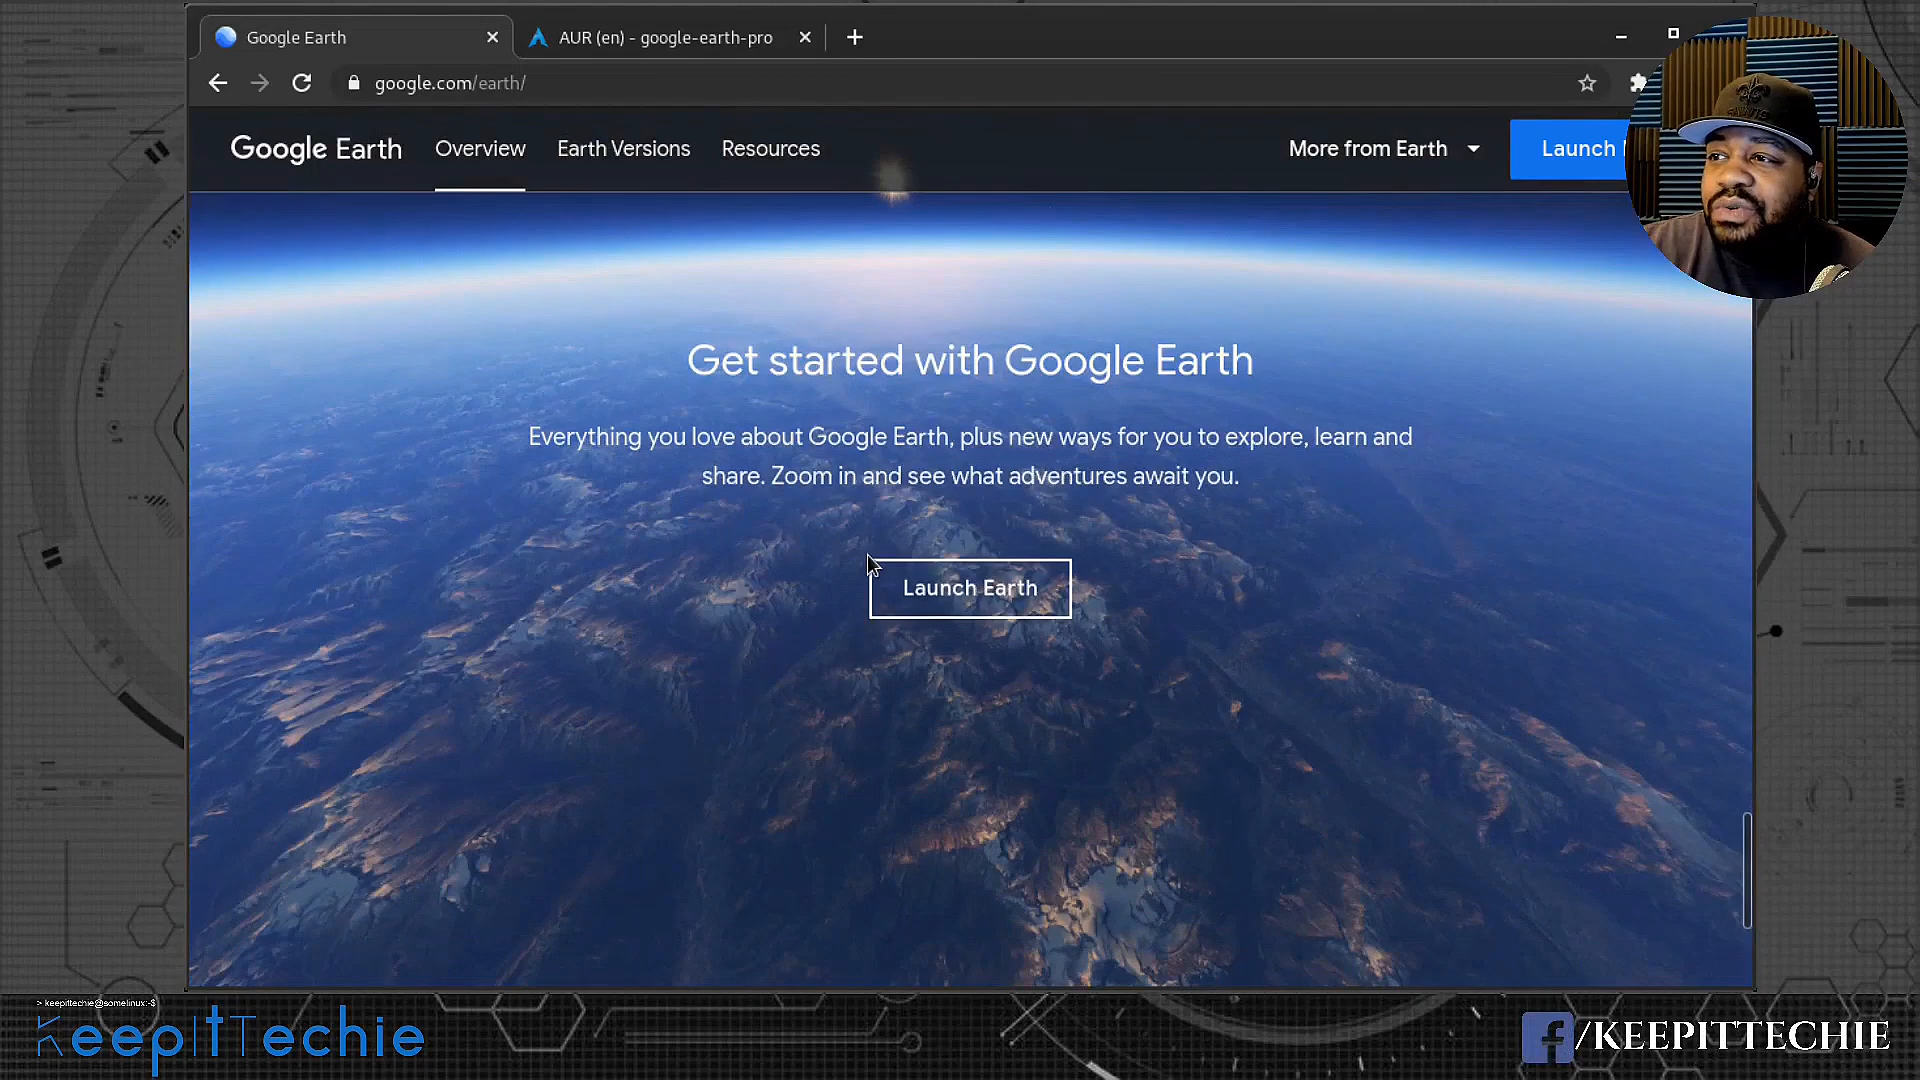 Google Earth
AUR (en) - google-earth-pro
google.com/earth/
Google Earth
Overview
Earth Versions
Resources
More from Earth
Launch
Get started with Google Earth
Everything you love about Google Earth, plus new ways for you to explore, learn and
share. Zoom in and see what adventures await you.
Launch Earth
> keepittechie@somelinux:~$
KeepItTechie
f/KEEPITTECHIE